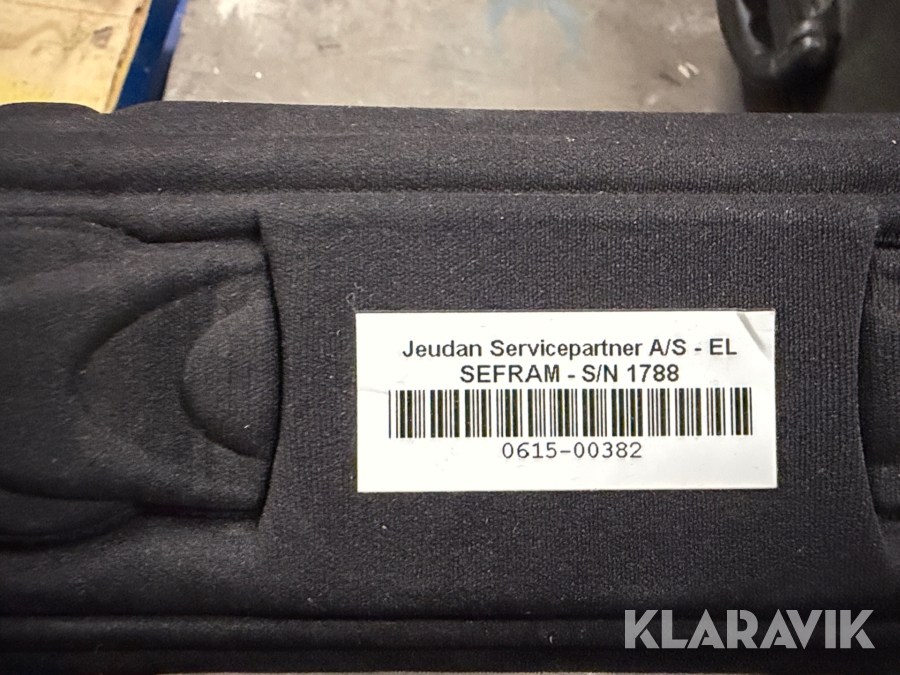 Jeudan Servicepartner A/S - EL
SEFRAM - S/N 1788
0615-00382
KLARAVIK